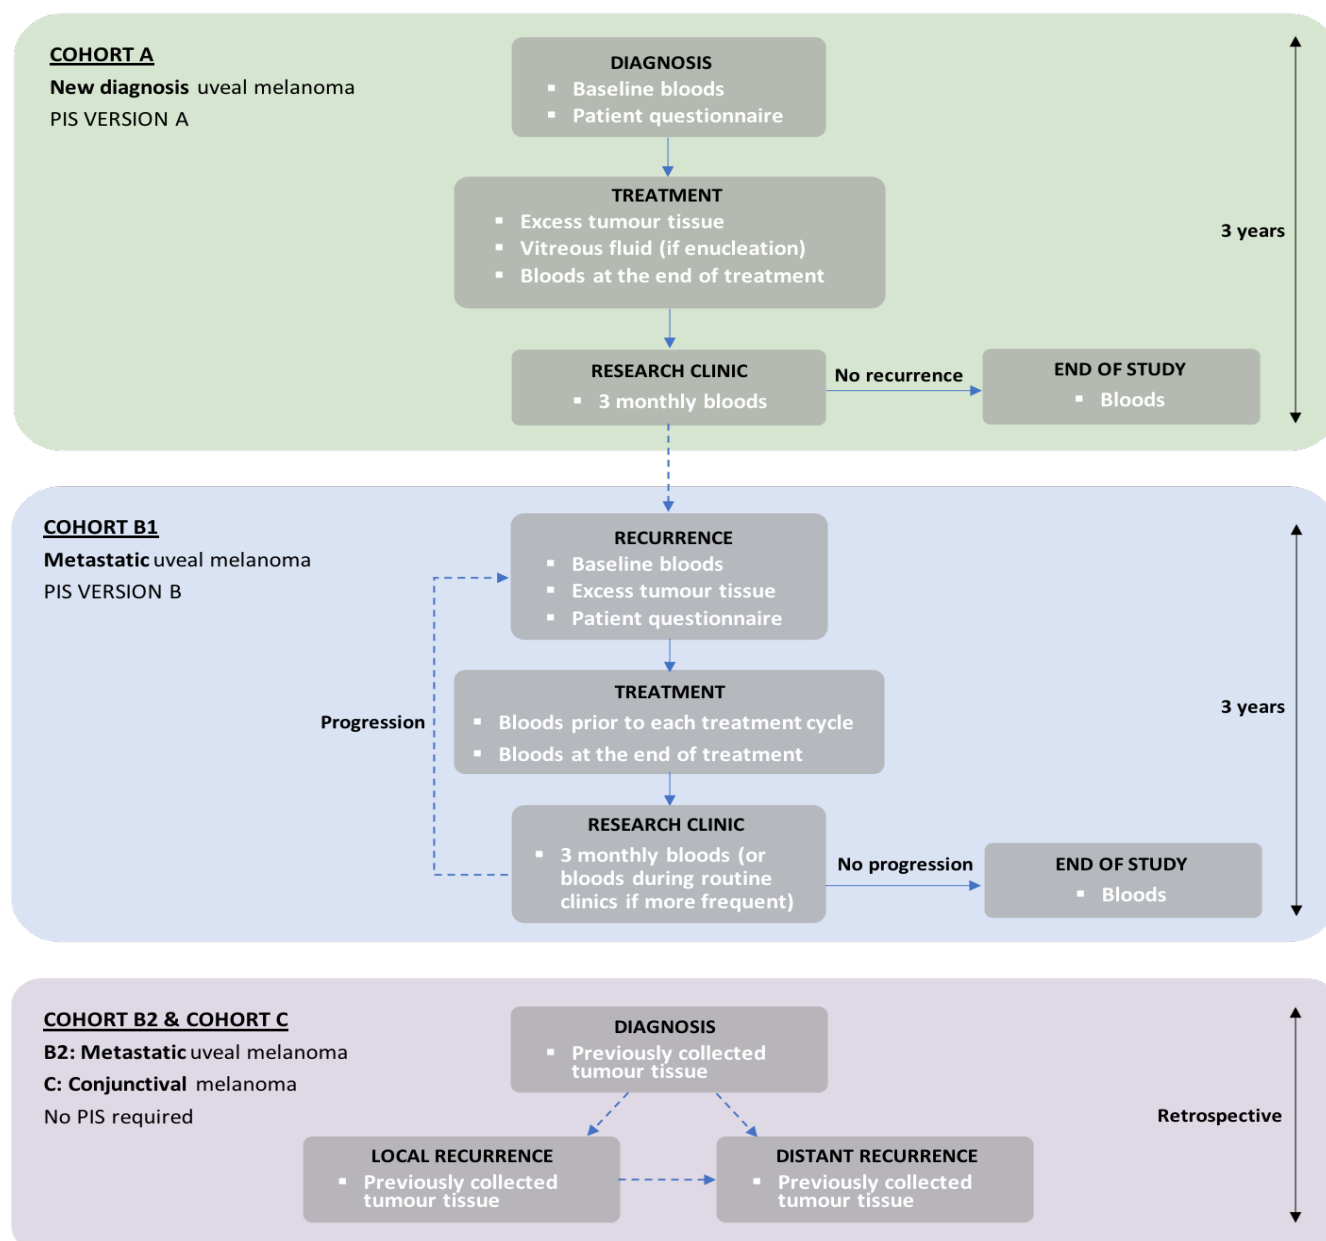 COHORT A
New diagnosis uveal melanoma
PIS VERSION A
DIAGNOSIS
▪ Baseline bloods
▪ Patient questionnaire
TREATMENT
▪ Excess tumour tissue
▪ Vitreous fluid (if enucleation)
▪ Bloods at the end of treatment
3 years
RESEARCH CLINIC
▪ 3 monthly bloods
No recurrence
END OF STUDY
▪ Bloods
COHORT B1
Metastatic uveal melanoma
PIS VERSION B
RECURRENCE
▪ Baseline bloods
▪ Excess tumour tissue
▪ Patient questionnaire
Progression
TREATMENT
▪ Bloods prior to each treatment cycle
▪ Bloods at the end of treatment
3 years
RESEARCH CLINIC
▪ 3 monthly bloods (or
bloods during routine
clinics if more frequent)
No progression
END OF STUDY
▪ Bloods
COHORT B2 & COHORT C
B2: Metastatic uveal melanoma
C: Conjunctival melanoma
No PIS required
DIAGNOSIS
▪ Previously collected
tumour tissue
Retrospective
LOCAL RECURRENCE
▪ Previously collected
tumour tissue
DISTANT RECURRENCE
▪ Previously collected
tumour tissue